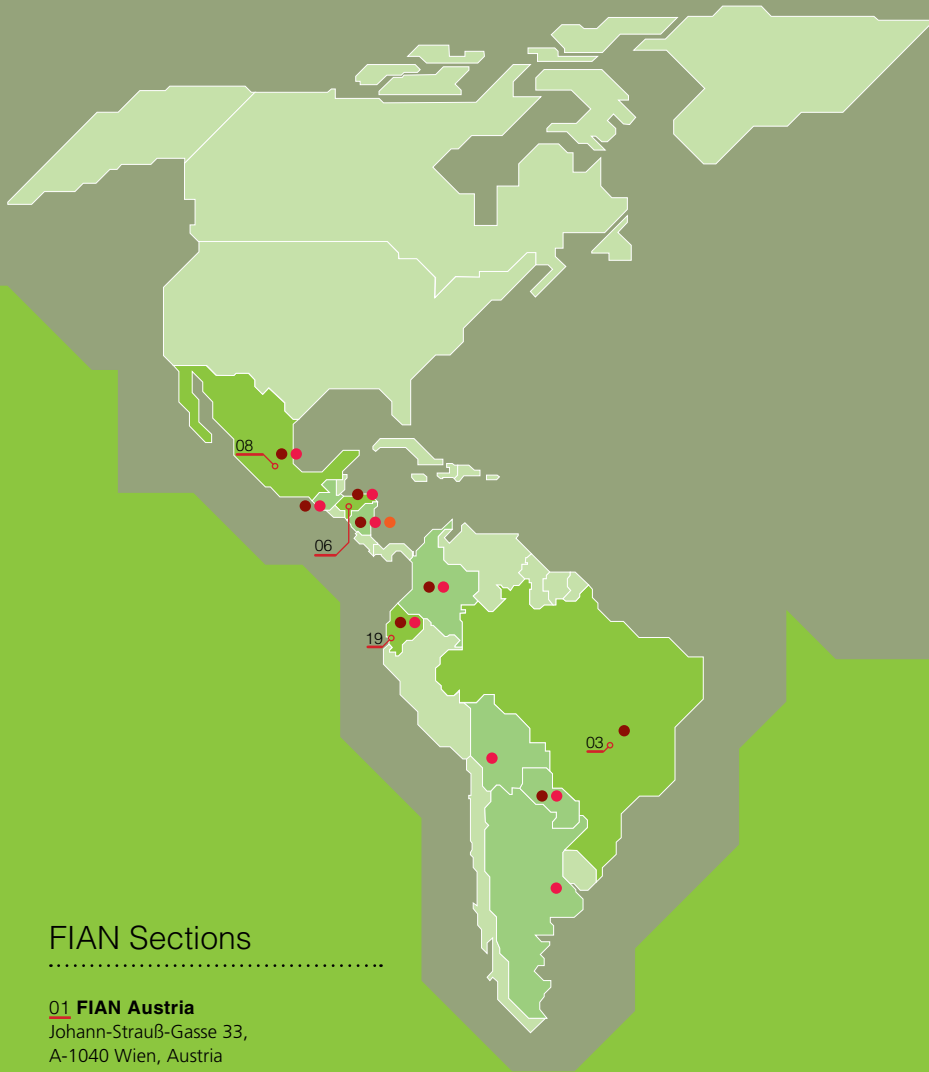 08
06
19
03
FIAN Sections
01 FIAN Austria
Johann-Strauß-Gasse 33,
A-1040 Wien, Austria